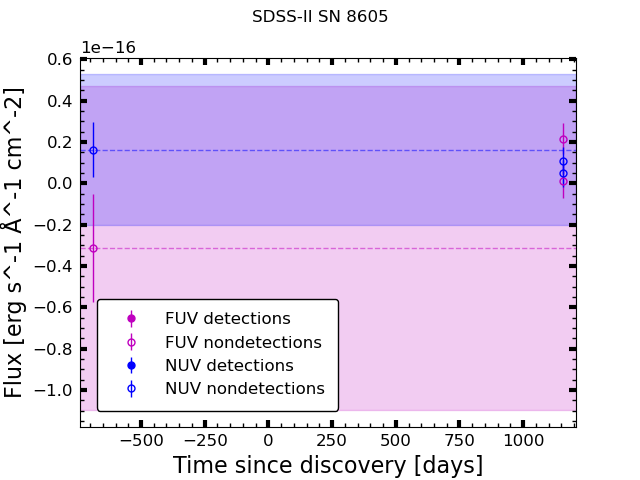 SDSS-II SN 8605
1e−16
0.6
0.4
0.2
0.0
−0.2
−0.4
−0.6
−0.8
−1.0
Flux [erg s^-1 Å^-1 cm^-2]
FUV detections
FUV nondetections
NUV detections
NUV nondetections
−500 −250 0 250 500 750 1000
Time since discovery [days]